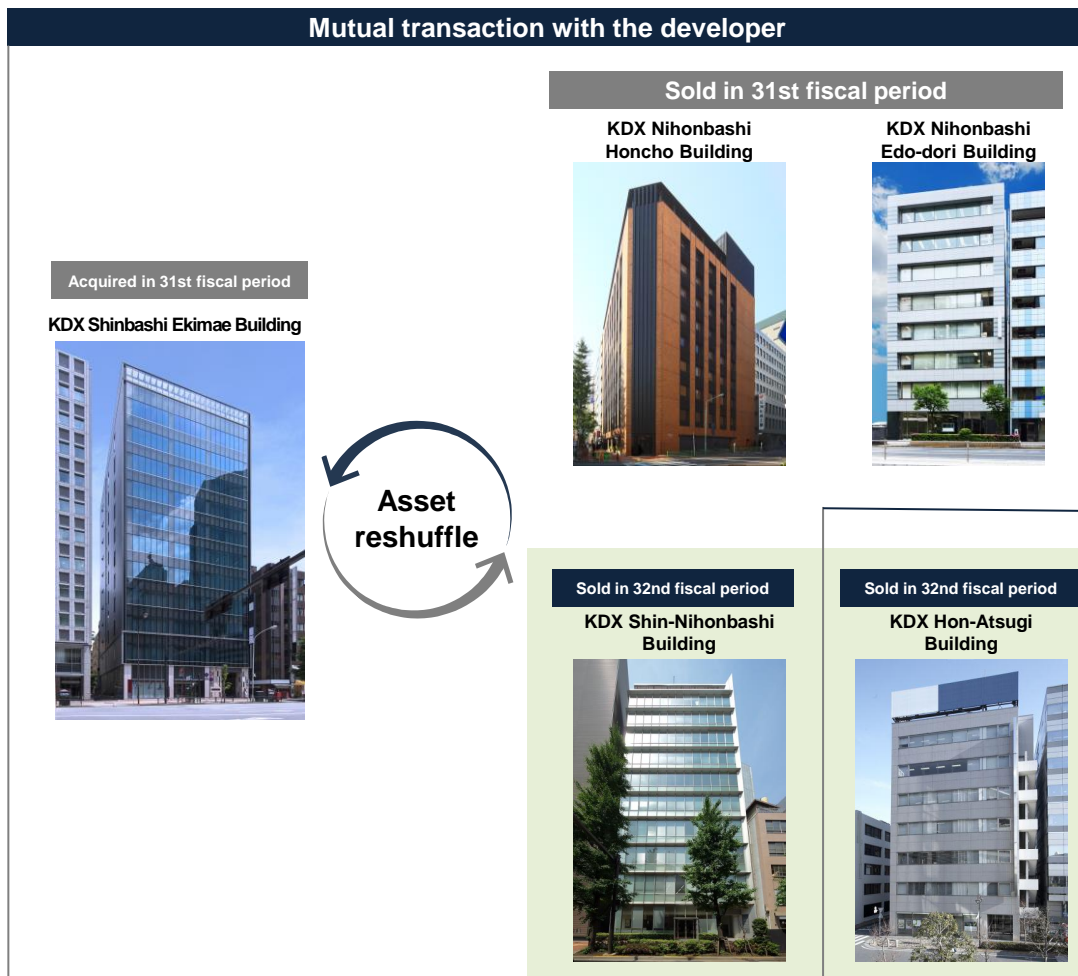 Mutual transaction with the developer
Sold in 31st fiscal period
KDX Nihonbashi
Honcho Building
KDX Nihonbashi
Edo-dori Building
Acquired in 31st fiscal period
KDX Shinbashi Ekimae Building
Asset
reshuffle
Sold in 32nd fiscal period
KDX Shin-Nihonbashi
Building
Sold in 32nd fiscal period
KDX Hon-Atsugi
Building